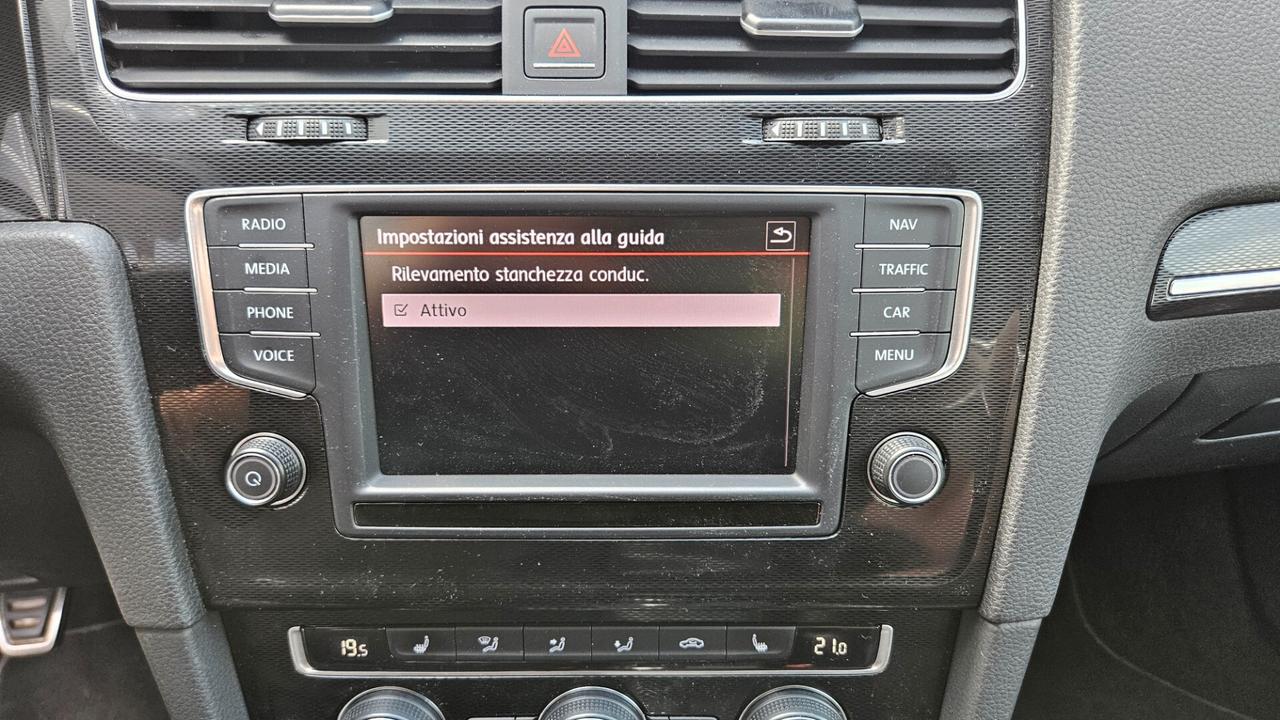 RADIO
MEDIA
PHONE
VOICE
Impostazioni assistenza alla guida
Rilevamento stanchezza conduc.
Attivo
NAV
TRAFFIC
CAR
MENU
19.5
21.0